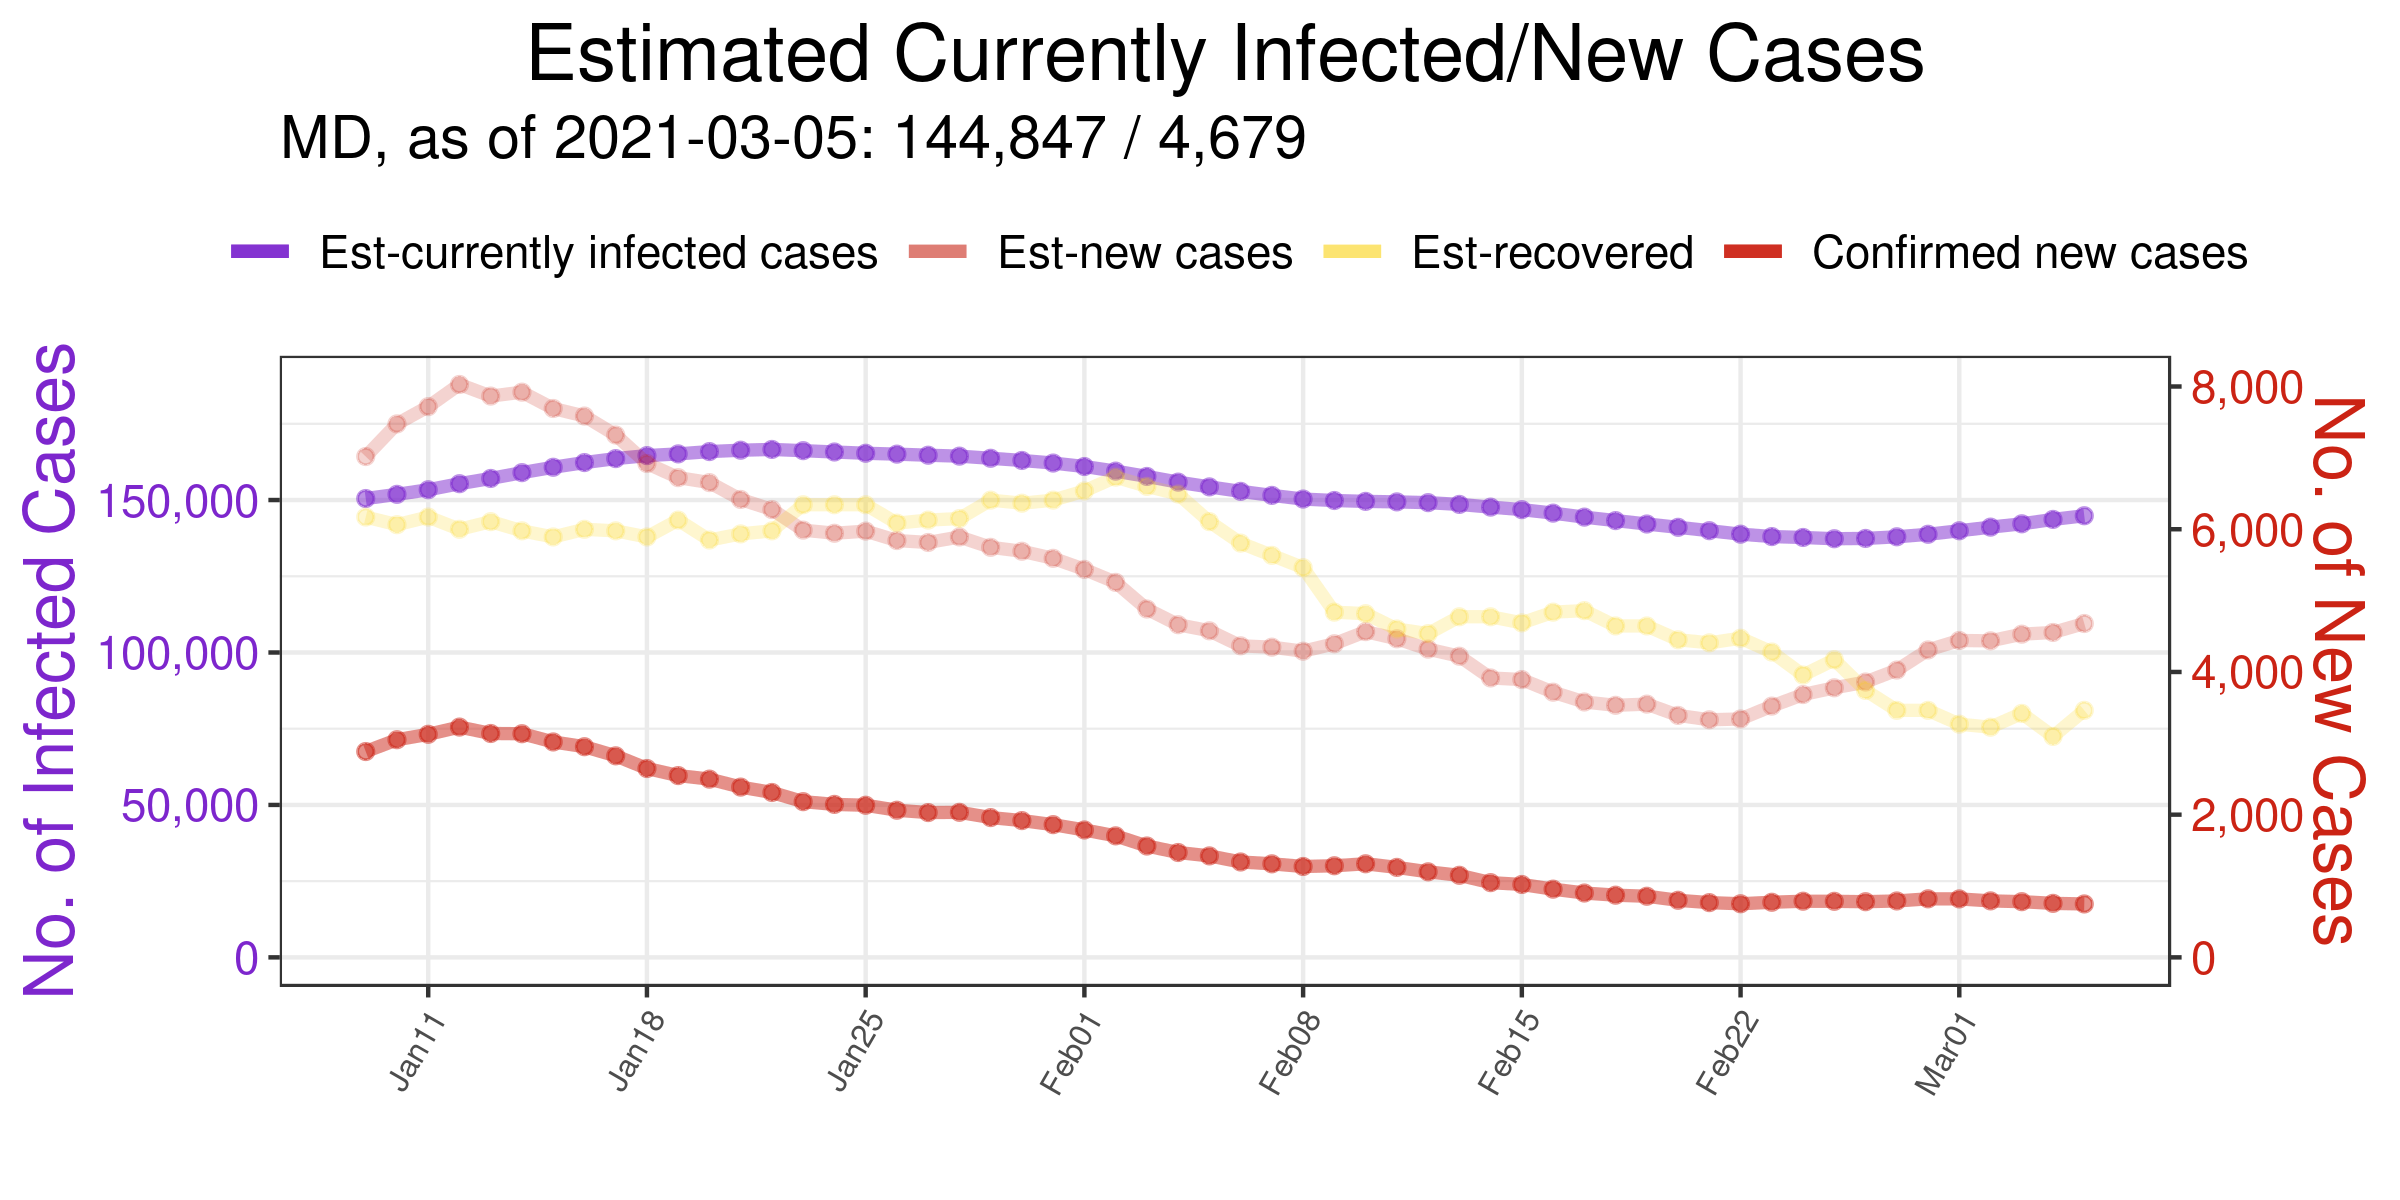 Estimated Currently Infected/New Cases
MD, as of 2021-03-05: 144,847 / 4,679
Est-currently infected cases Est-new cases Est-recovered Confirmed new cases
No. of Infected Cases
150,000
100,000
50,000
0
8,000
6,000
4,000
2,000
0
No. of New Cases
Jan11 Jan18 Jan25 Feb01 Feb08 Feb15 Feb22 Mar01